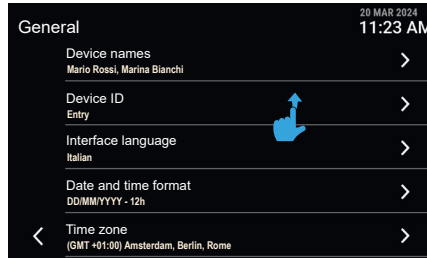 20 MAR 2024
General
11:23 AM
Device names
Mario Rossi, Marina Bianchi
Device ID
Entry
Interface language
Italian
Date and time format
DD/MM/YYYY - 12h
Time zone
(GMT +01:00) Amsterdam, Berlin, Rome